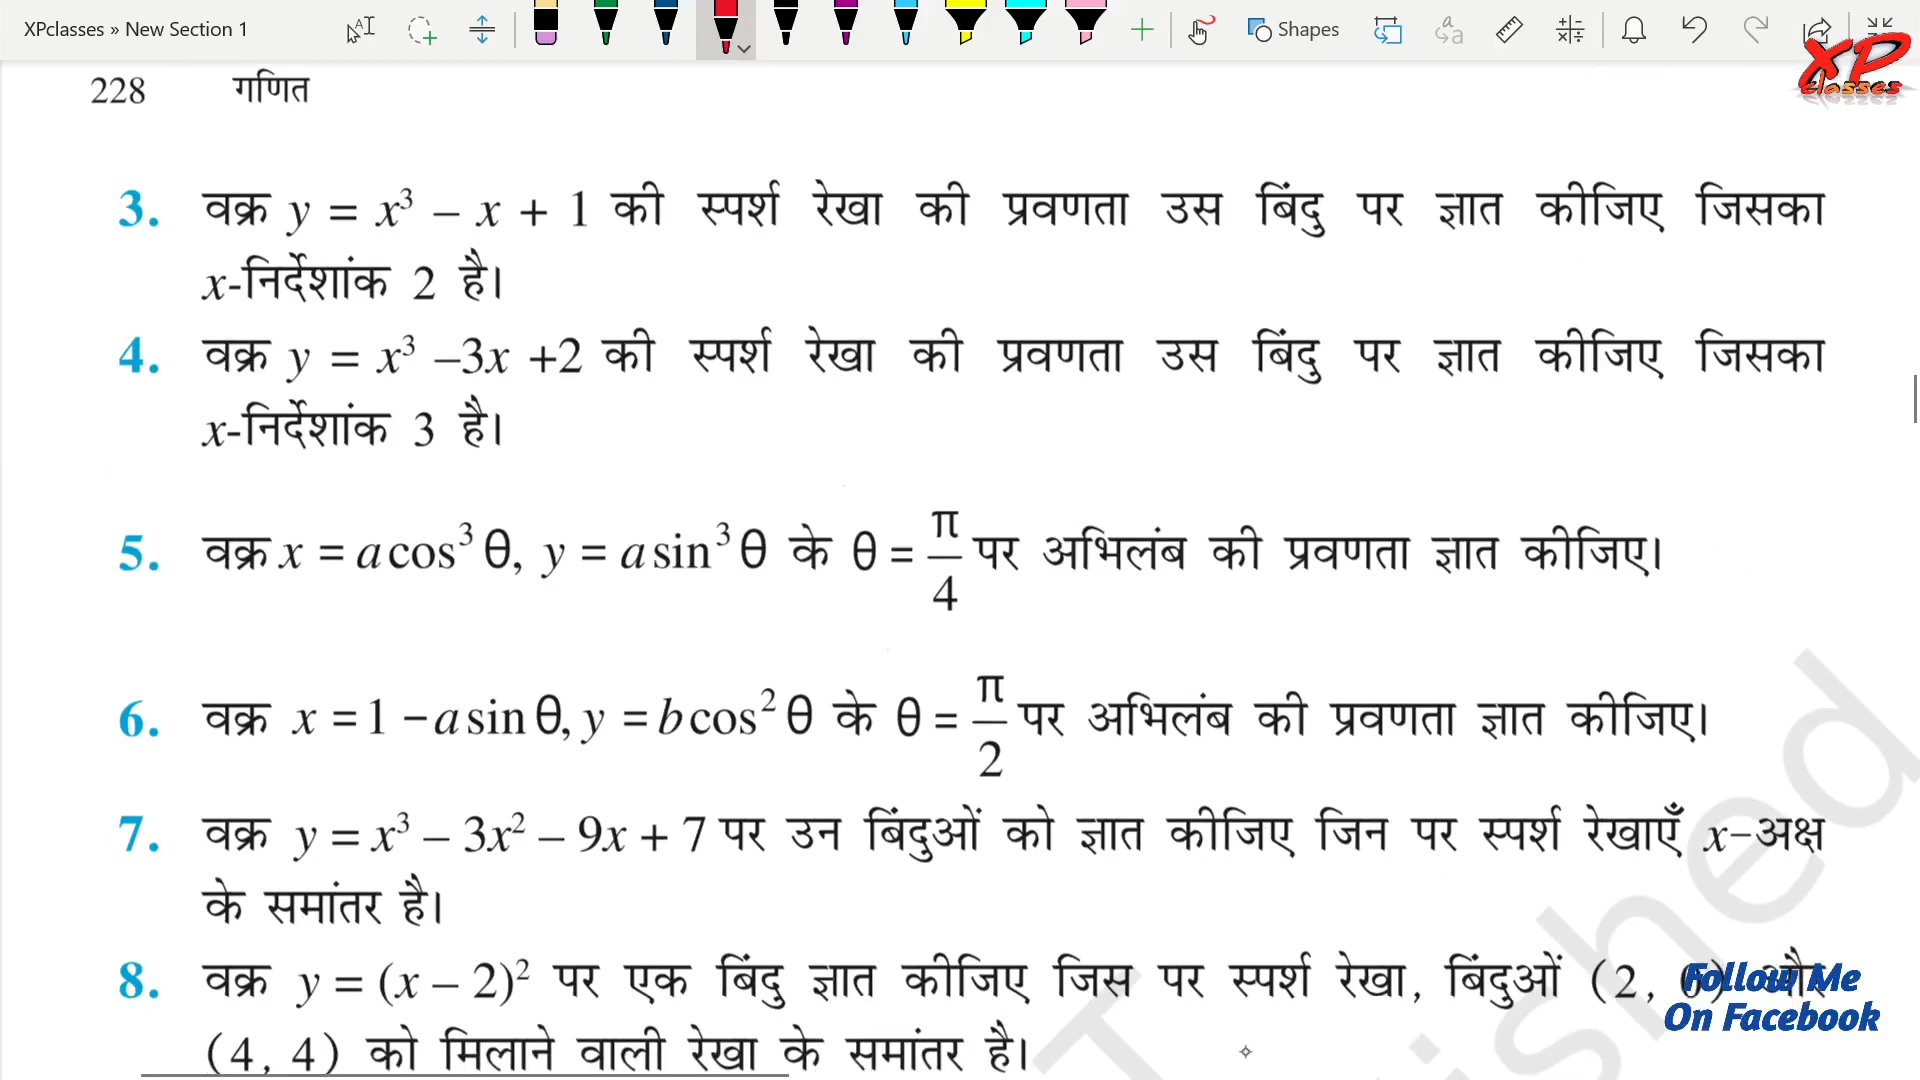 XPclasses » New Section 1
Shapes
XP
classes
228 गणित
3. वक्र y = x³ – x + 1 की स्पर्श रेखा की प्रवणता उस बिंदु पर ज्ञात कीजिए जिसका
x-निर्देशांक 2 है।
4. वक्र y = x³ –3x +2 की स्पर्श रेखा की प्रवणता उस बिंदु पर ज्ञात कीजिए जिसका
x-निर्देशांक 3 है।
5. वक्र x = a cos³ θ, y = a sin³ θ के θ = π/4 पर अभिलंब की प्रवणता ज्ञात कीजिए।
6. वक्र x = 1 – a sin θ, y = b cos² θ के θ = π/2 पर अभिलंब की प्रवणता ज्ञात कीजिए।
7. वक्र y = x³ – 3x² – 9x + 7 पर उन बिंदुओं को ज्ञात कीजिए जिन पर स्पर्श रेखाएँ x-अक्ष
के समांतर है।
8. वक्र y = (x – 2)² पर एक बिंदु ज्ञात कीजिए जिस पर स्पर्श रेखा, बिंदुओं (2, और
(4, 4) को मिलाने वाली रेखा के समांतर है।
Follow Me
On Facebook